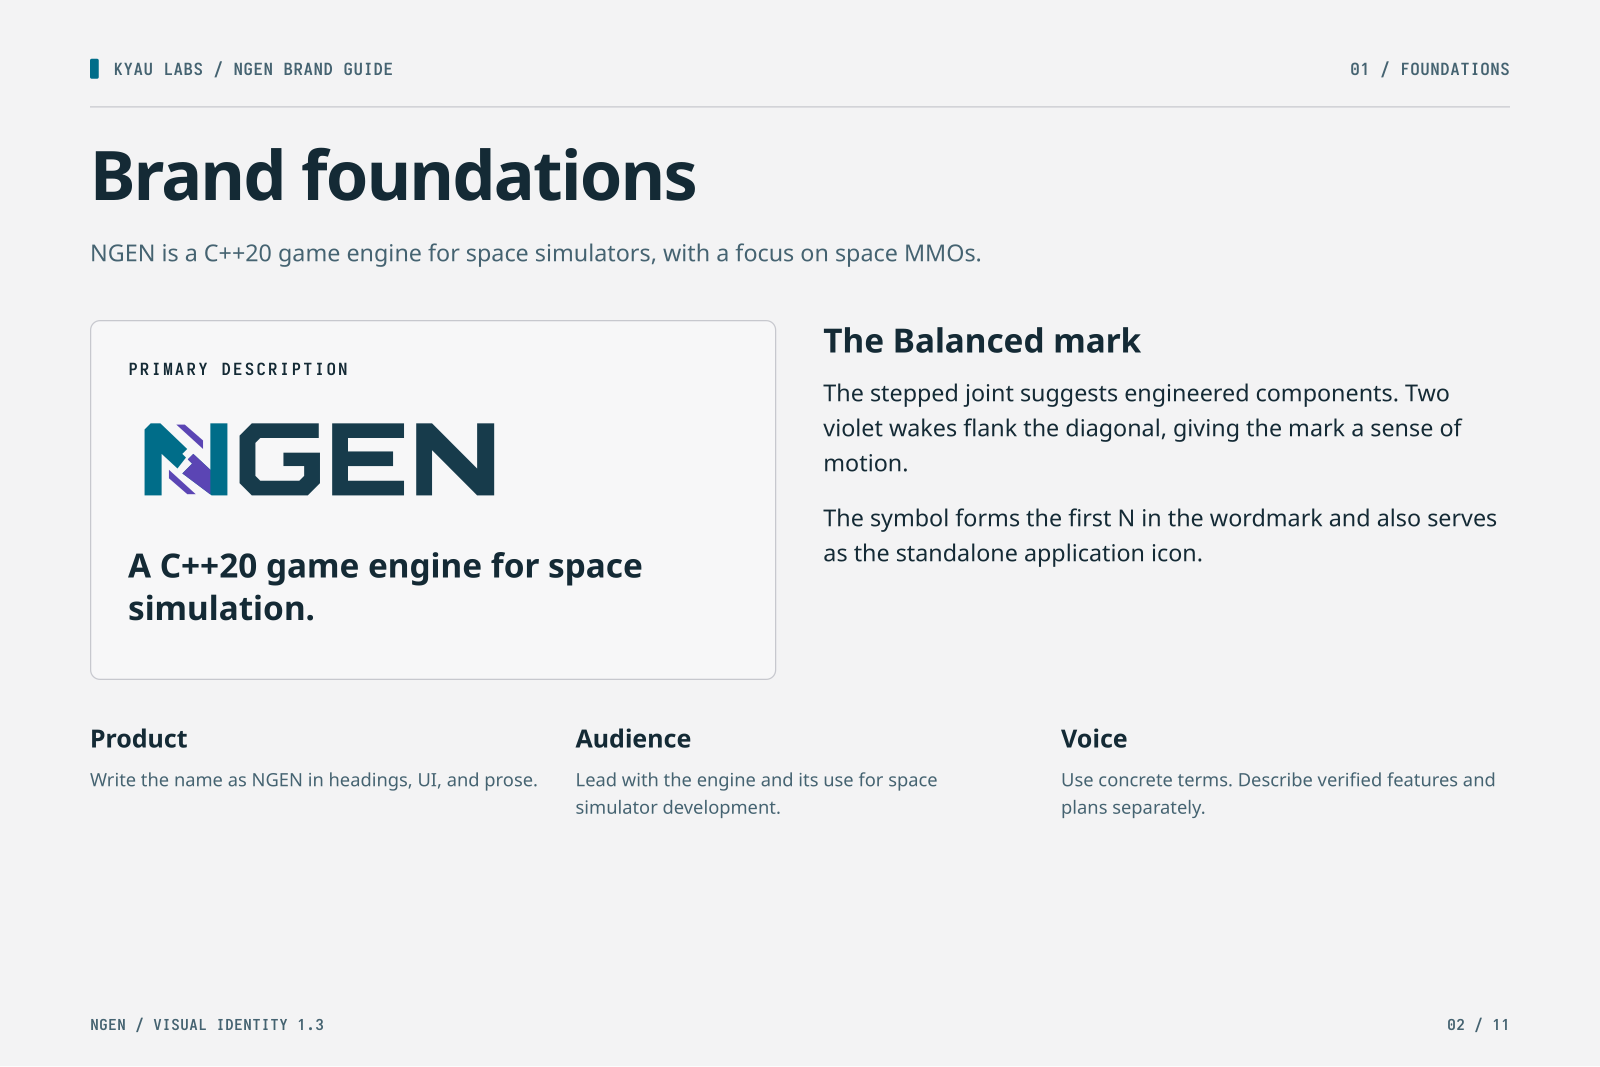 KYAU LABS / NGEN BRAND GUIDE
01 / FOUNDATIONS
Brand foundations
NGEN is a C++20 game engine for space simulators, with a focus on space MMOs.
PRIMARY DESCRIPTION
NGEN
A C++20 game engine for space
simulation.
The Balanced mark
The stepped joint suggests engineered components. Two
violet wakes flank the diagonal, giving the mark a sense of
motion.
The symbol forms the first N in the wordmark and also serves
as the standalone application icon.
Product
Write the name as NGEN in headings, UI, and prose.
Audience
Lead with the engine and its use for space
simulator development.
Voice
Use concrete terms. Describe verified features and
plans separately.
NGEN / VISUAL IDENTITY 1.3
02 / 11